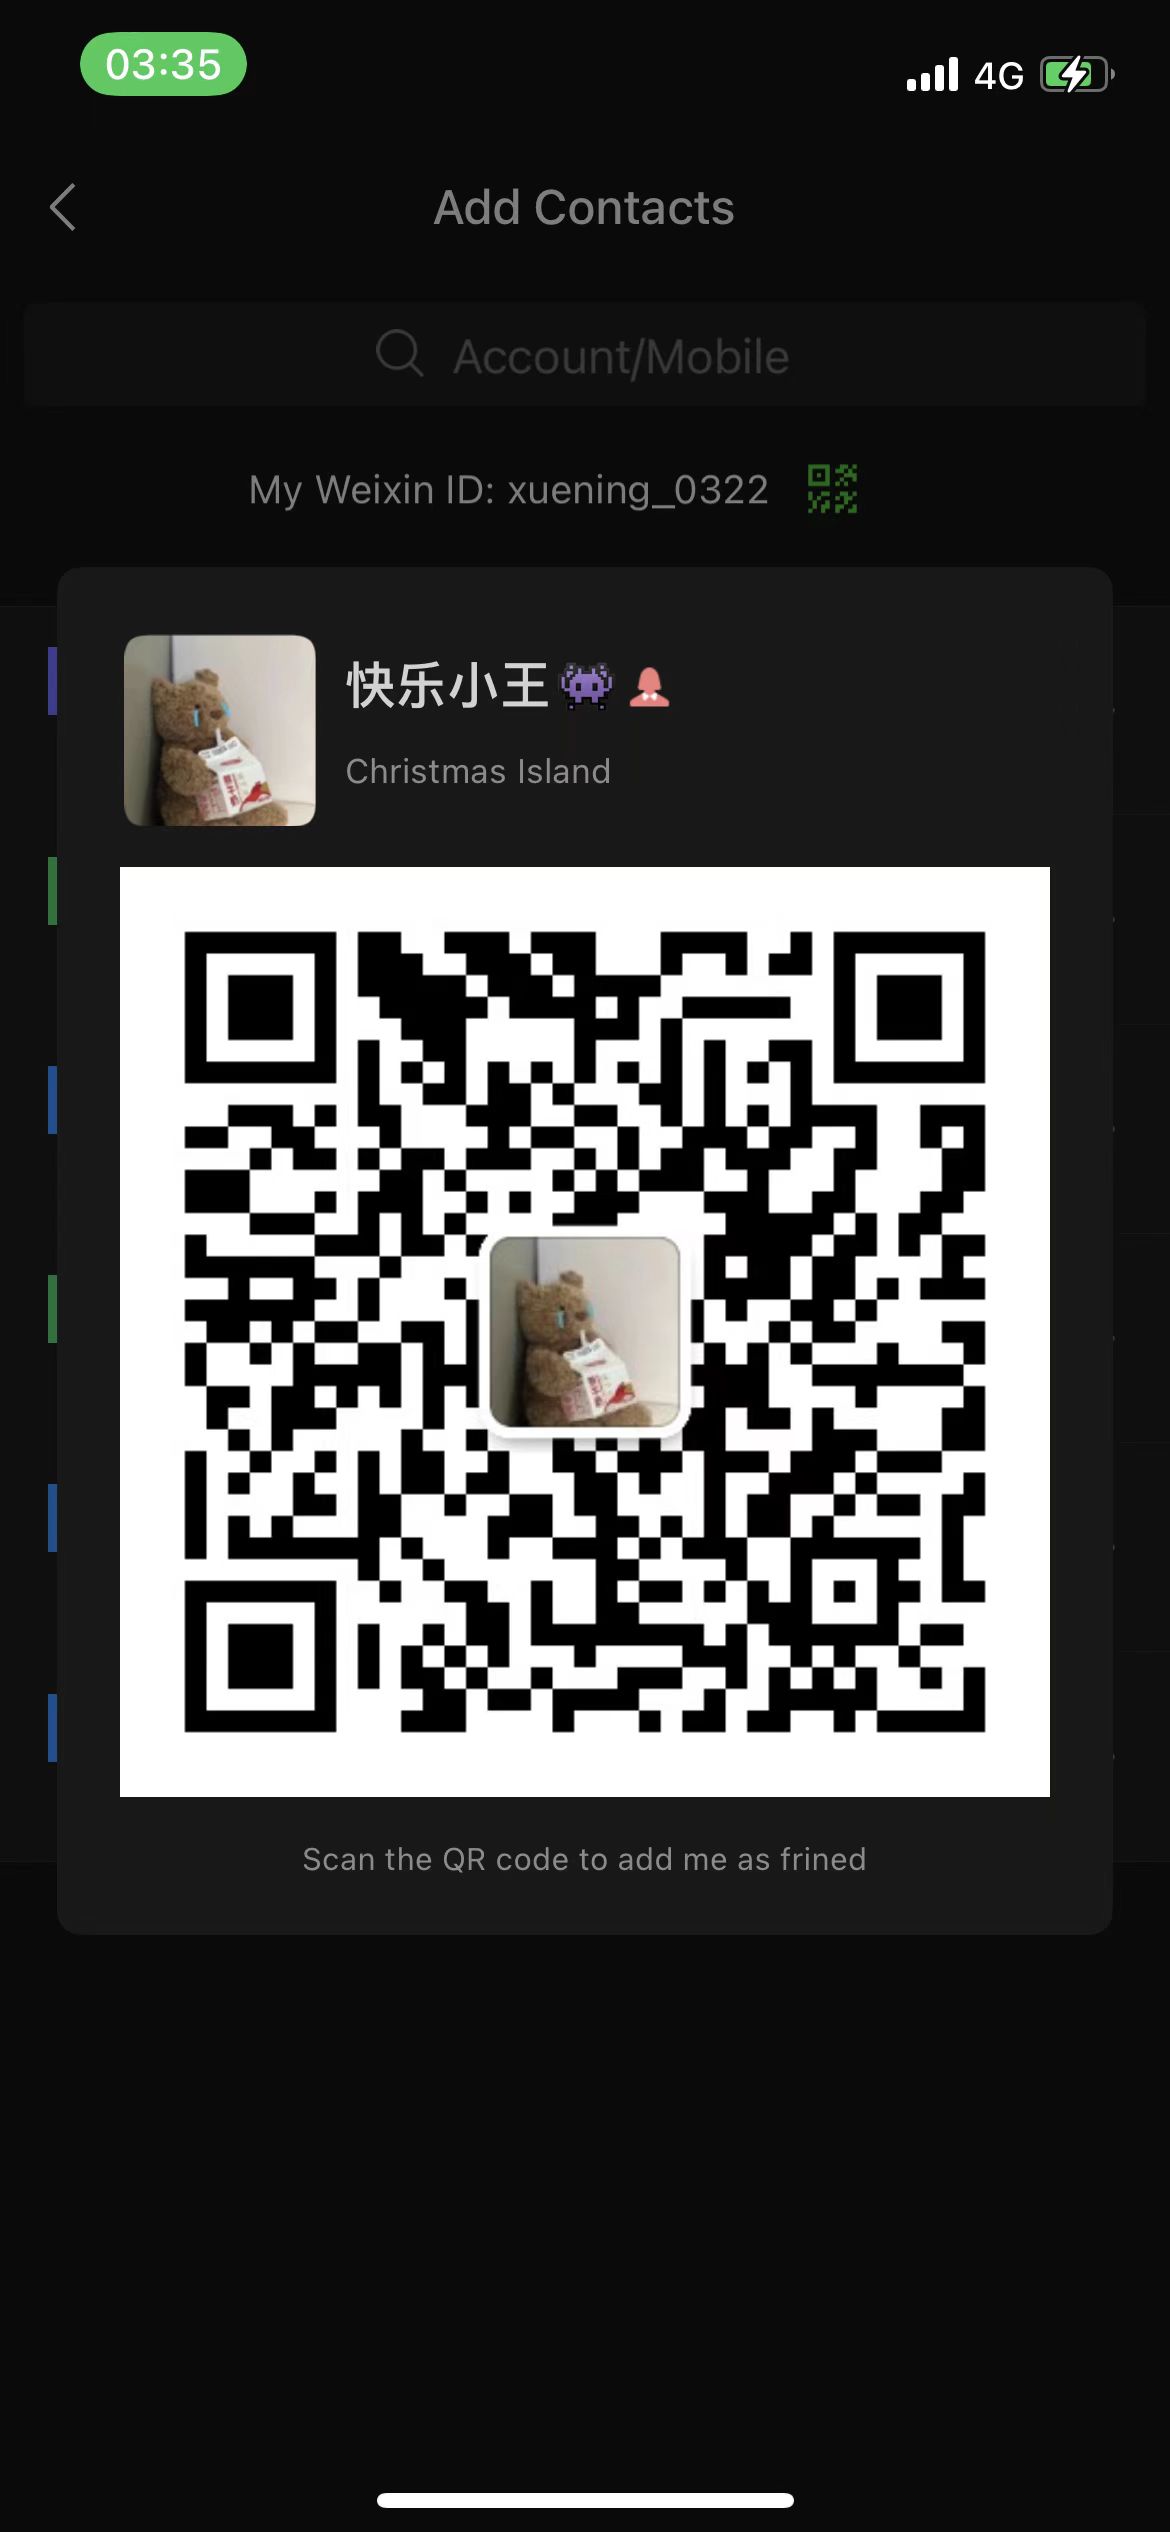 03:35
4G
Add Contacts
Account/Mobile
My Weixin ID: xuening_0322
快乐小王👾
Christmas Island
Scan the QR code to add me as frined